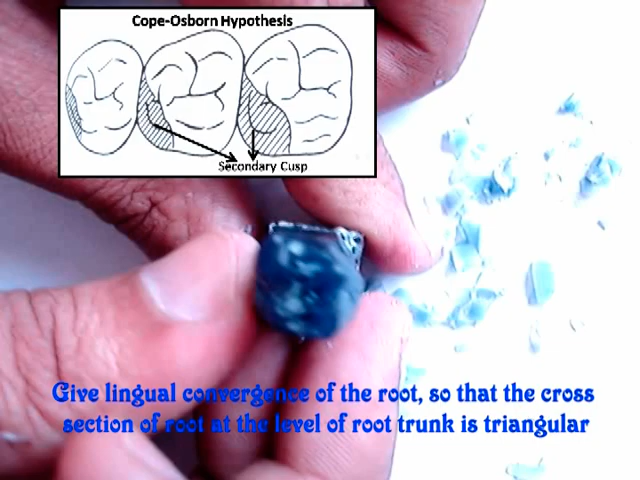 Cope-Osborn Hypothesis
Secondary Cusp
Give lingual convergence of the root, so that the cross
section of root at the level of root trunk is triangular